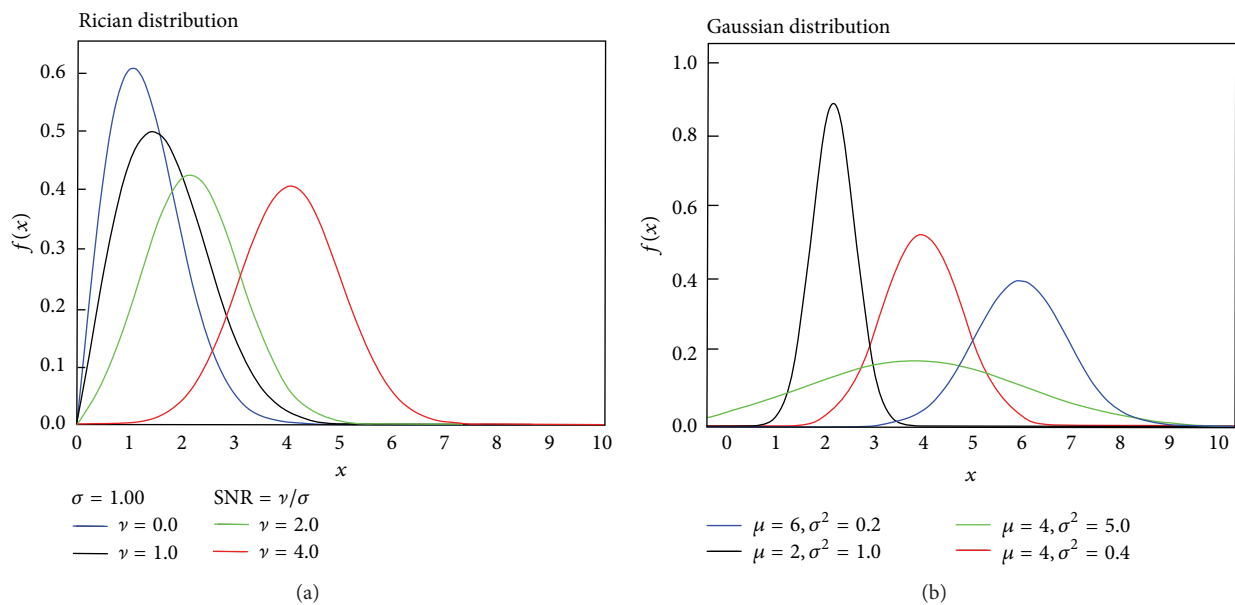 Rician distribution
0.6
0.5
0.4
0.3
0.2
0.1
0.0
f(x)
0 1 2 3 4 5 6 7 8 9 10
x
σ = 1.00 SNR = ν/σ
ν = 0.0 ν = 2.0
ν = 1.0 ν = 4.0
(a)
Gaussian distribution
1.0
0.8
0.6
0.4
0.2
0.0
f(x)
0 1 2 3 4 5 6 7 8 9 10
x
μ = 6, σ² = 0.2 μ = 4, σ² = 5.0
μ = 2, σ² = 1.0 μ = 4, σ² = 0.4
(b)